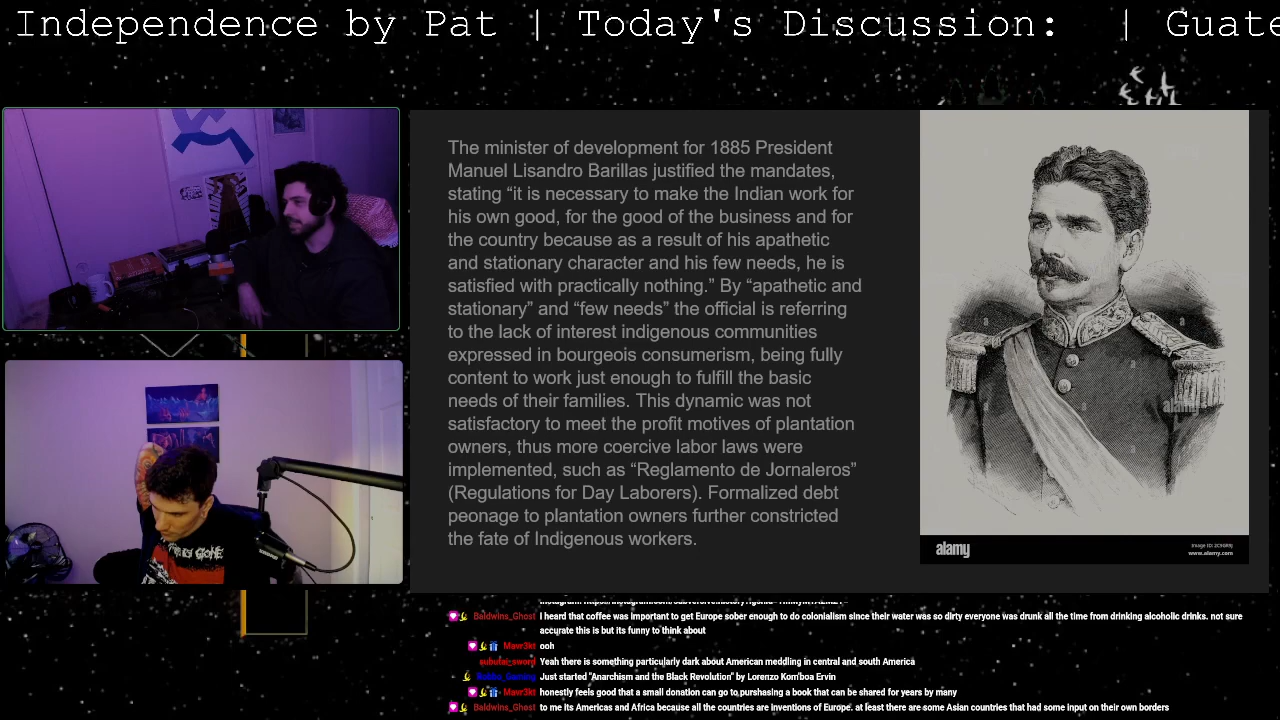 Independence by Pat | Today's Discussion:  | Guate
The minister of development for 1885 President
Manuel Lisandro Barillas justified the mandates,
stating “it is necessary to make the Indian work for
his own good, for the good of the business and for
the country because as a result of his apathetic
and stationary character and his few needs, he is
satisfied with practically nothing.” By “apathetic and
stationary” and “few needs” the official is referring
to the lack of interest indigenous communities
expressed in bourgeois consumerism, being fully
content to work just enough to fulfill the basic
needs of their families. This dynamic was not
satisfactory to meet the profit motives of plantation
owners, thus more coercive labor laws were
implemented, such as “Reglamento de Jornaleros”
(Regulations for Day Laborers). Formalized debt
peonage to plantation owners further constricted
the fate of Indigenous workers.
alamy
www.alamy.com
Baldwins_Ghost I heard that coffee was important to get Europe sober enough to do colonialism since their water was so dirty everyone was drunk all the time from drinking alcoholic drinks. not sure
accurate this is but its funny to think about
Mavr3kt ooh
subutai_sword Yeah there is something particularly dark about American meddling in central and south America
Just started "Anarchism and the Black Revolution" by Lorenzo Kom'boa Ervin
Mavr3kt honestly feels good that a small donation can go to purshasing a book that can be shared for years by many
Baldwins_Ghost to me its Americas and Africa because all the countries are inventions of Europe. at least there are some Asian countries that had some input on their own borders